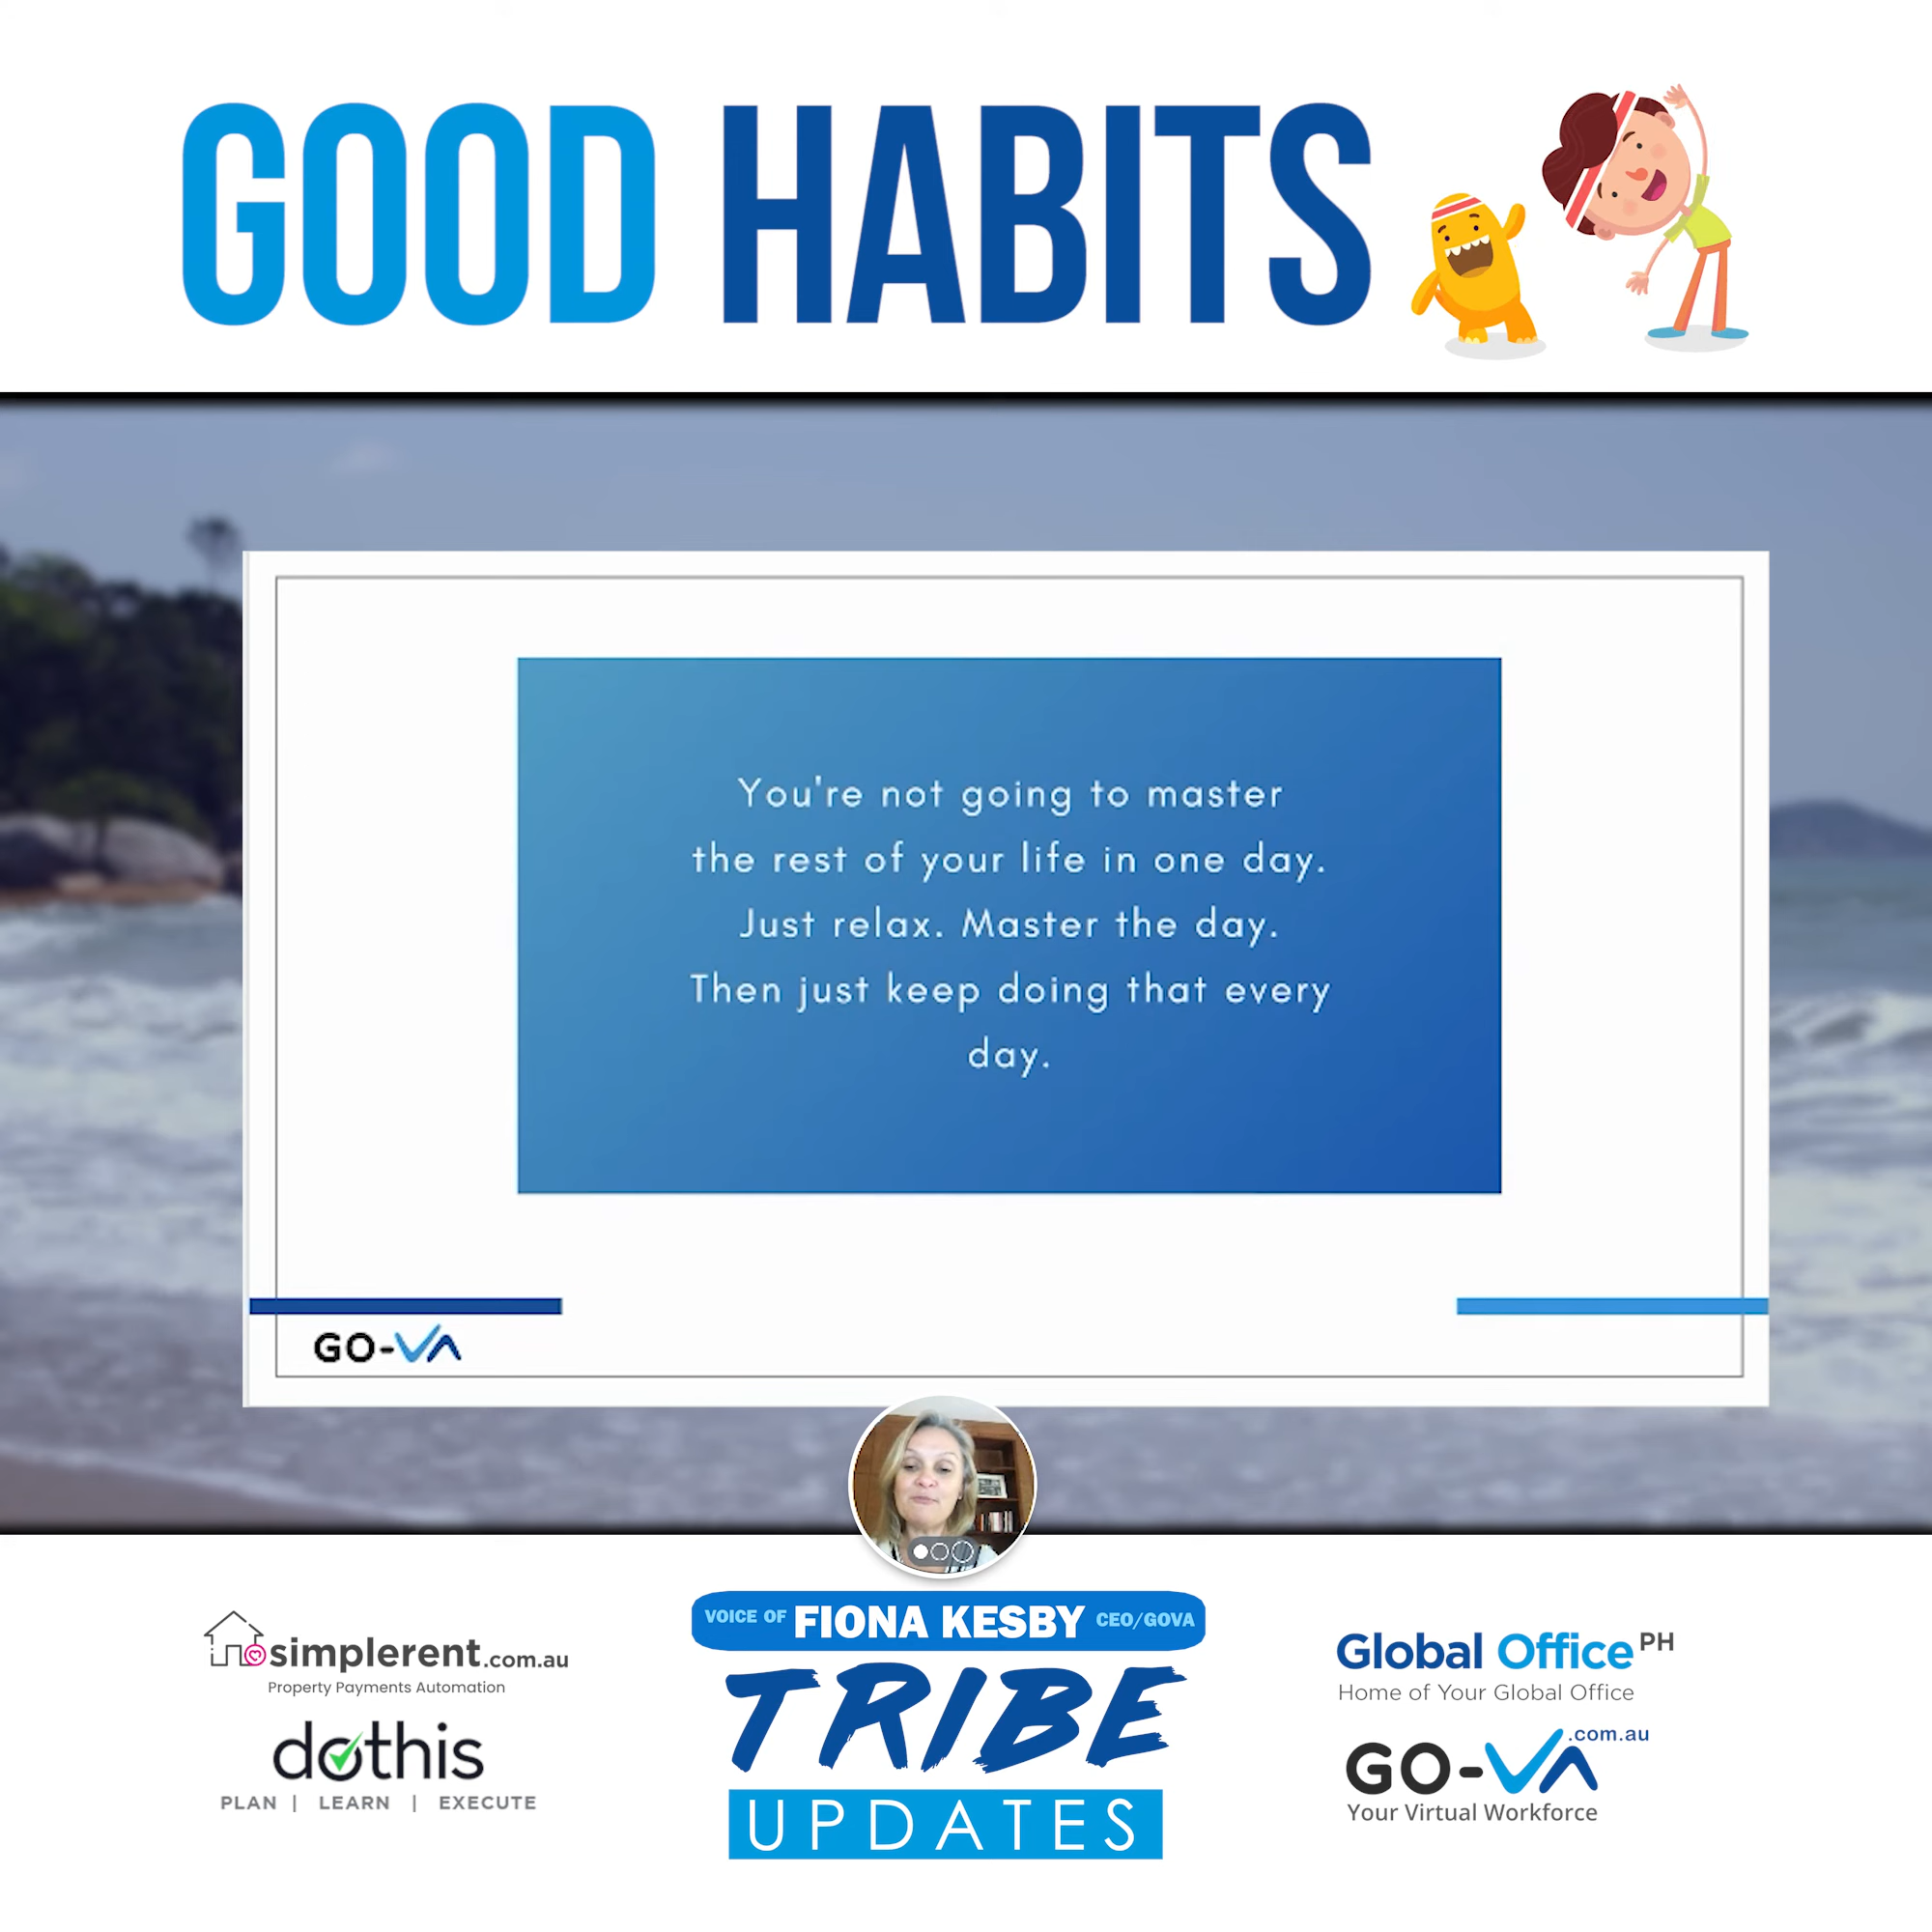 GOOD HABITS
You're not going to master
the rest of your life in one day.
Just relax. Master the day.
Then just keep doing that every
day.
GO-VA
VOICE OF FIONA KESBY CEO/GOVA
TRIBE
UPDATES
simplerent.com.au
Property Payments Automation
dothis
PLAN | LEARN | EXECUTE
Global Office PH
Home of Your Global Office
GO-VA.com.au
Your Virtual Workforce